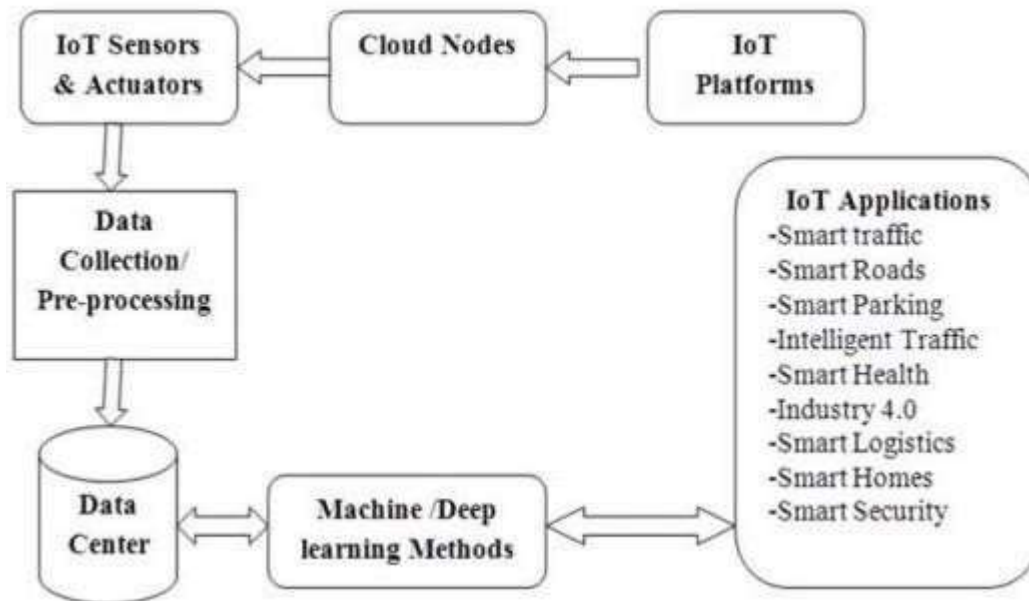 IoT Sensors
& Actuators
Cloud Nodes
IoT
Platforms
Data
Collection/
Pre-processing
IoT Applications
-Smart traffic
-Smart Roads
-Smart Parking
-Intelligent Traffic
-Smart Health
-Industry 4.0
-Smart Logistics
-Smart Homes
-Smart Security
Data
Center
Machine /Deep
learning Methods